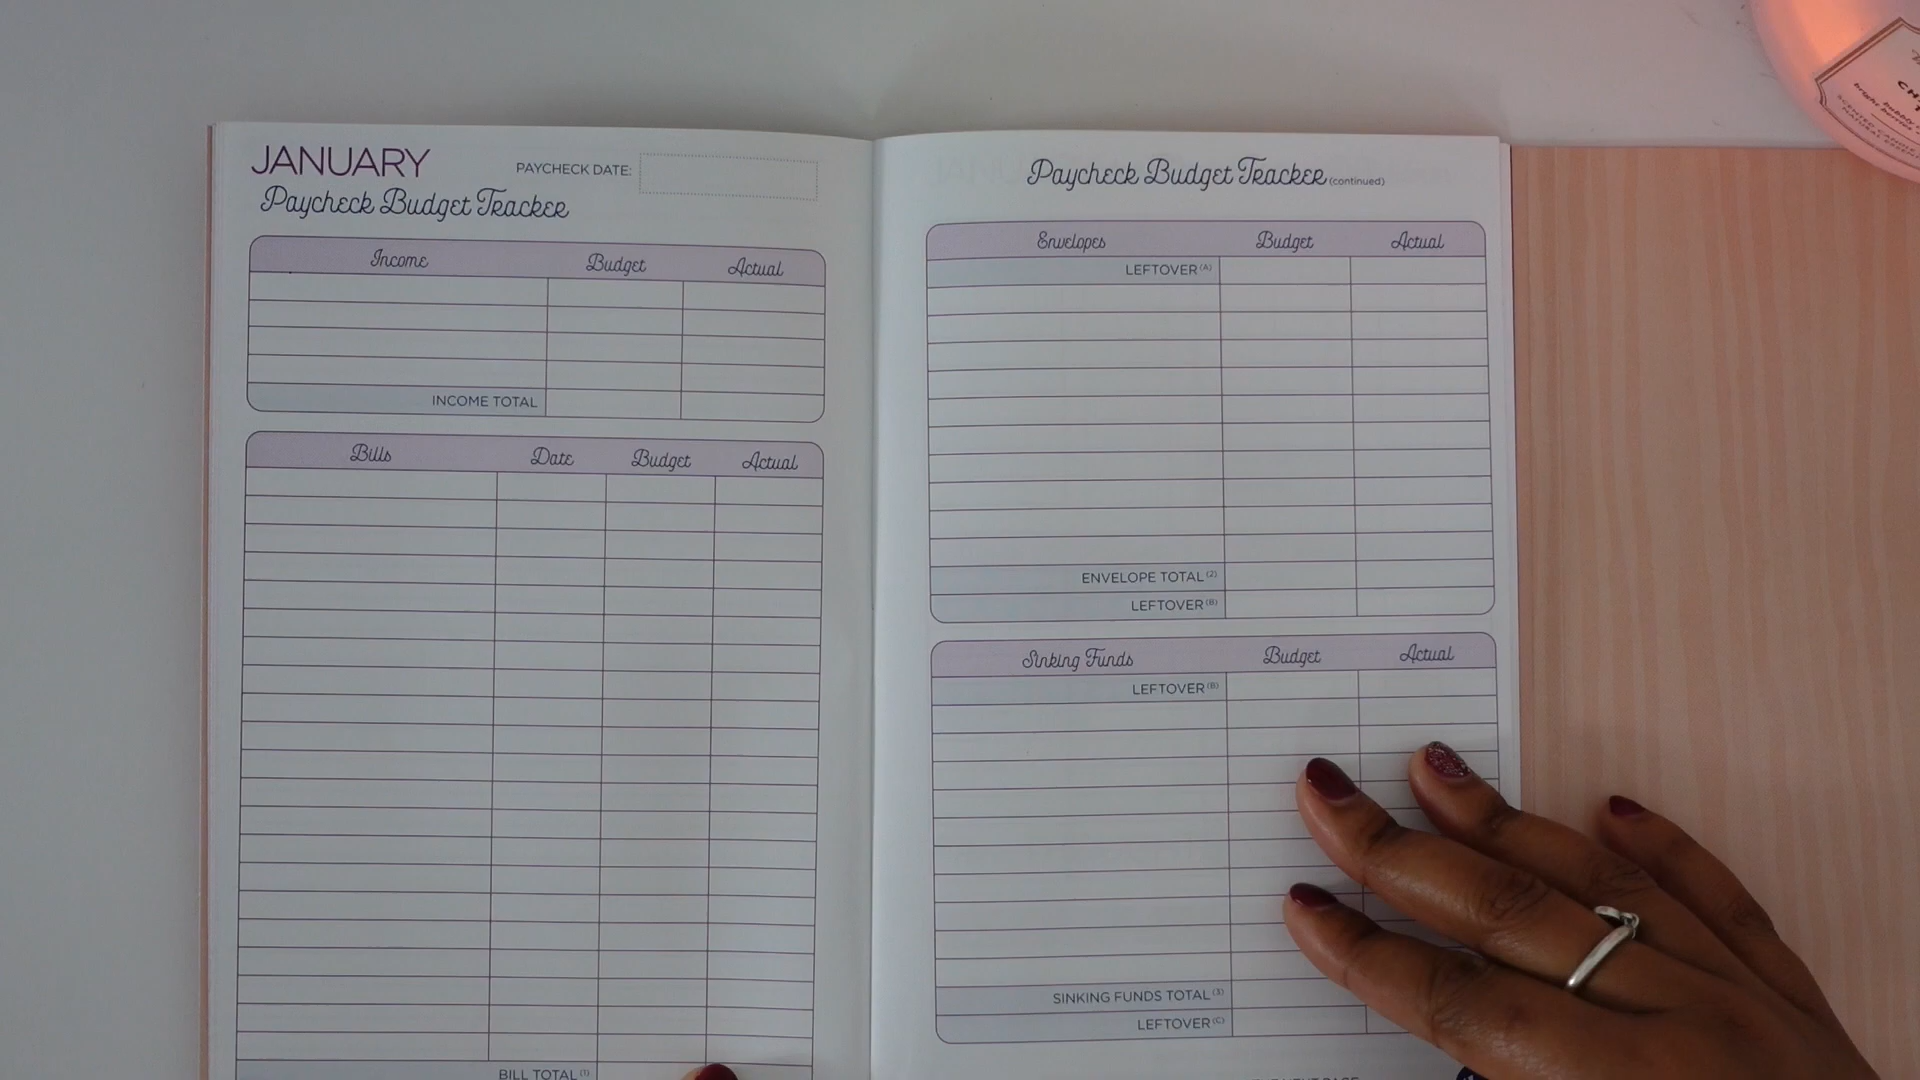 JANUARY
PAYCHECK DATE:
Paycheck Budget Tracker
Income Budget Actual
INCOME TOTAL
Bills Date Budget Actual
BILL TOTAL (1)
Paycheck Budget Tracker (continued)
Envelopes Budget Actual
LEFTOVER (A)
ENVELOPE TOTAL (2)
LEFTOVER (B)
Sinking Funds Budget Actual
LEFTOVER (B)
SINKING FUNDS TOTAL (3)
LEFTOVER (C)